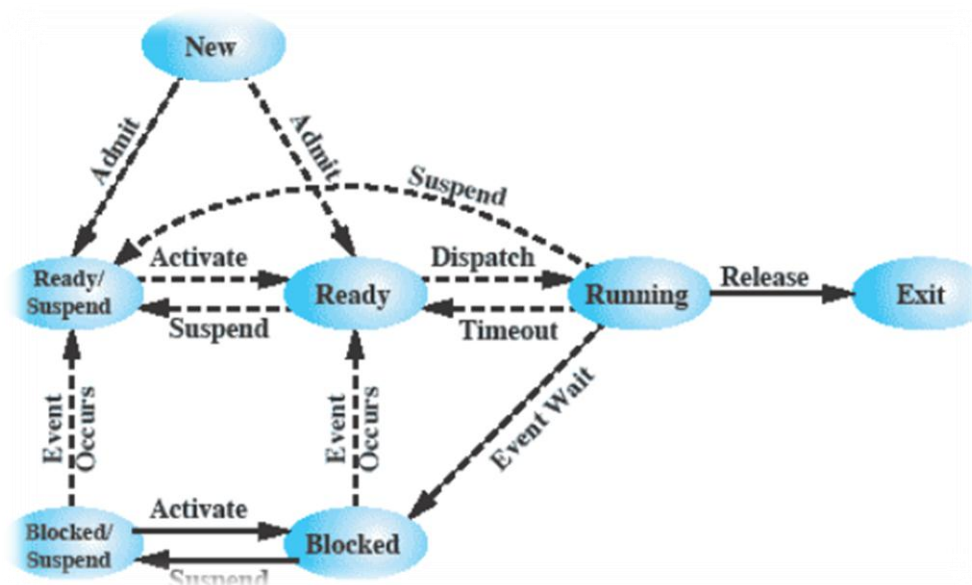 New
Admit
Admit
Suspend
Ready/
Suspend
Activate
Suspend
Ready
Dispatch
Timeout
Running
Release
Exit
Event
Occurs
Event
Occurs
Event Wait
Blocked/
Suspend
Activate
Suspend
Blocked